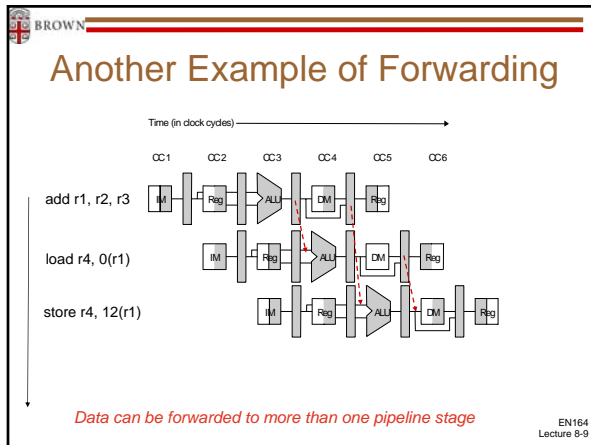 BROWN
Another Example of Forwarding
Time (in clock cycles)
CC1 CC2 CC3 CC4 CC5 CC6
add r1, r2, r3
IM Reg ALU DM Reg
load r4, 0(r1)
IM Reg ALU DM Reg
store r4, 12(r1)
IM Reg ALU DM Reg
Data can be forwarded to more than one pipeline stage
EN164
Lecture 8-9